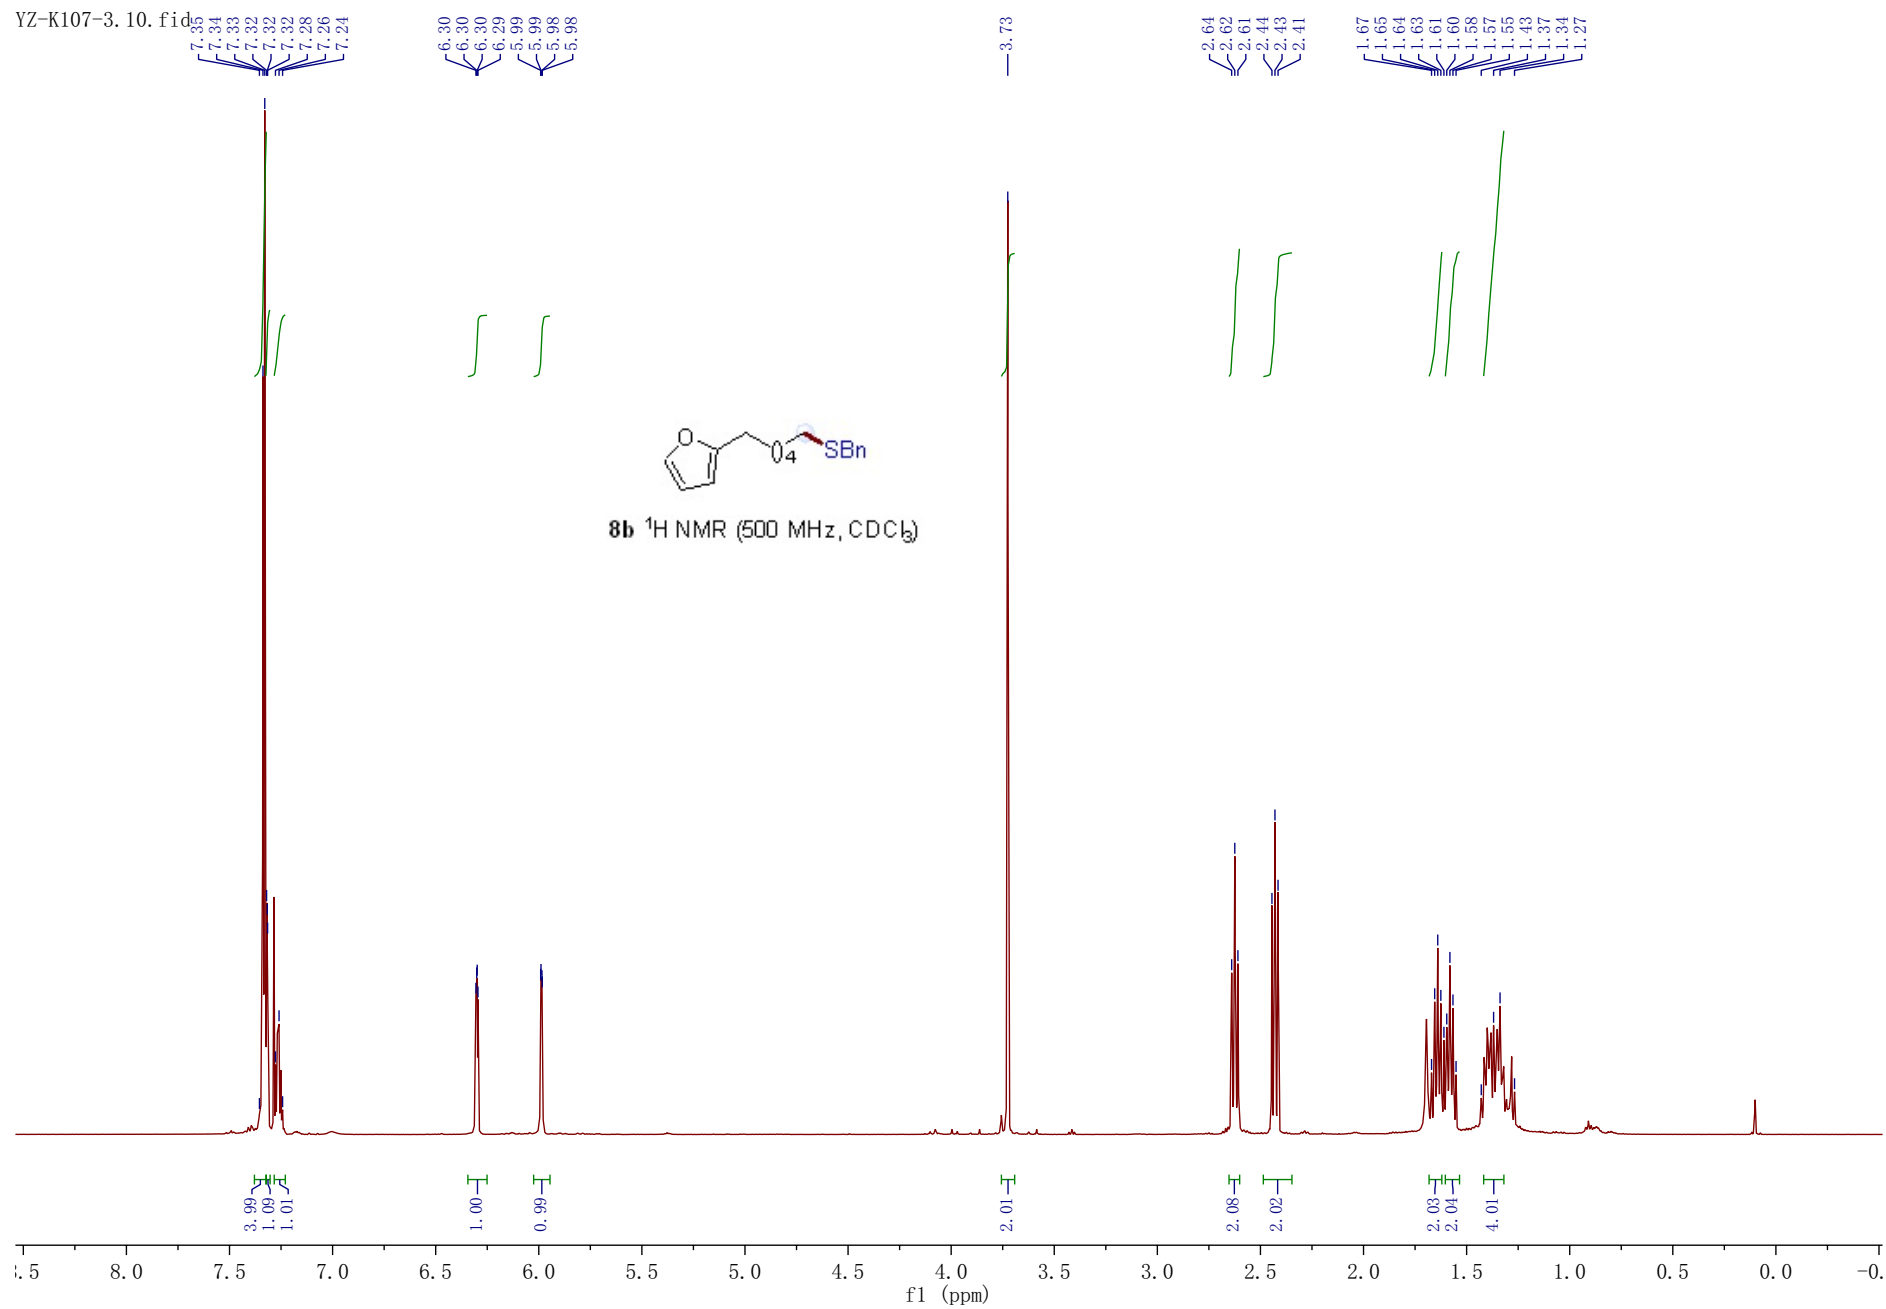 YZ-K107-3.10.fid
7.35 7.34 7.33 7.32 7.32 7.32 7.28 7.26 7.24 6.30 6.30 6.30 6.29 5.99 5.99 5.98 5.98 3.73 2.64 2.62 2.61 2.44 2.43 2.41 1.67 1.65 1.64 1.63 1.61 1.60 1.58 1.57 1.55 1.43 1.37 1.34 1.27
O
()4 SBn
8b ¹H NMR (500 MHz, CDCl₃)
3.99 1.09 1.01 1.00 0.99 2.01 2.08 2.02 2.03 2.04 4.01
.5 8.0 7.5 7.0 6.5 6.0 5.5 5.0 4.5 4.0 3.5 3.0 2.5 2.0 1.5 1.0 0.5 0.0 -0.
f1 (ppm)